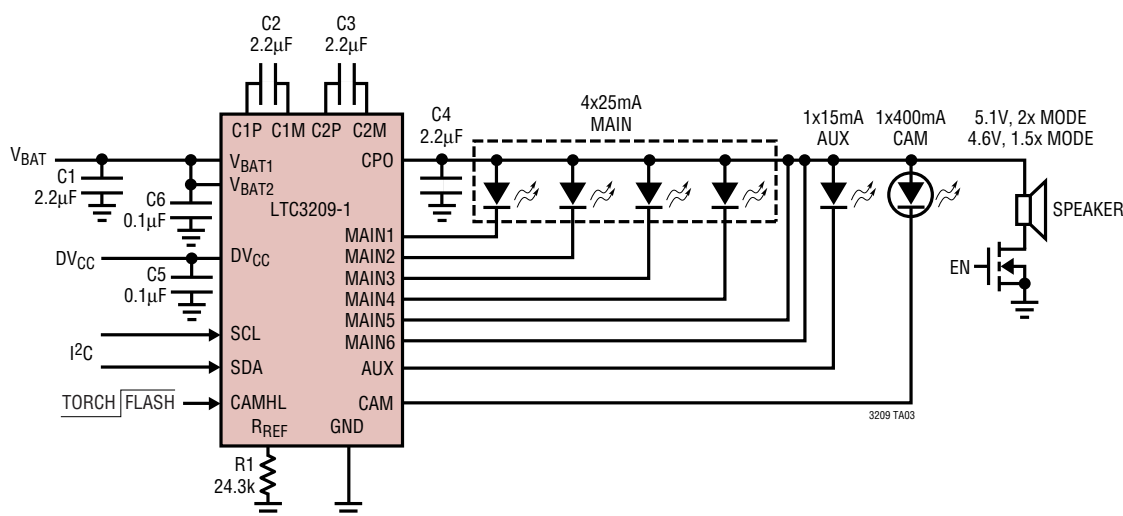 C2
2.2µF
C3
2.2µF
C1P C1M C2P C2M
C4
2.2µF
4x25mA
MAIN
1x15mA
AUX
1x400mA
CAM
5.1V, 2x MODE
4.6V, 1.5x MODE
VBAT
C1
2.2µF
C6
0.1µF
VBAT1
VBAT2
CPO
LTC3209-1
SPEAKER
EN
MAIN1
MAIN2
MAIN3
MAIN4
MAIN5
MAIN6
AUX
CAM
DVCC
DVCC
C5
0.1µF
I²C
SCL
SDA
TORCH FLASH
CAMHL
RREF
GND
R1
24.3k
3209 TA03